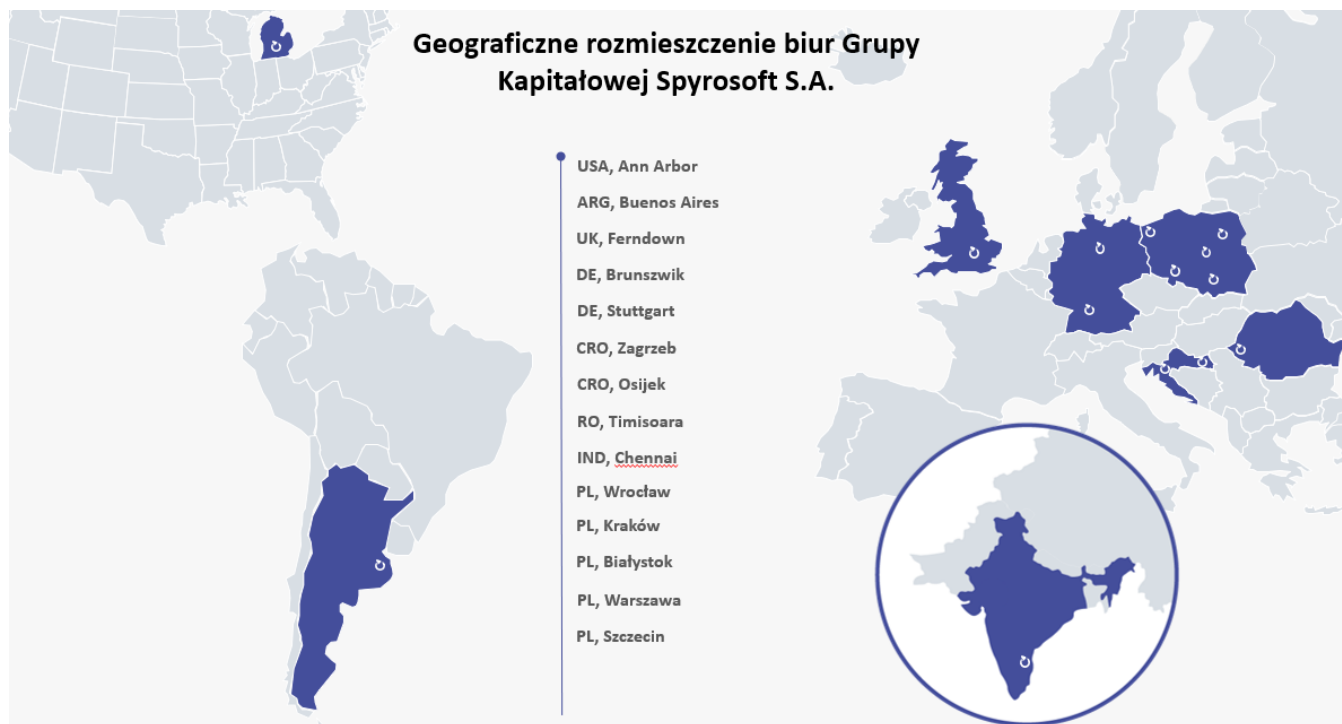 Geograficzne rozmieszczenie biur Grupy
Kapitałowej Spyrosoft S.A.
USA, Ann Arbor
ARG, Buenos Aires
UK, Ferndown
DE, Brunszwik
DE, Stuttgart
CRO, Zagrzeb
CRO, Osijek
RO, Timisoara
IND, Chennai
PL, Wrocław
PL, Kraków
PL, Białystok
PL, Warszawa
PL, Szczecin